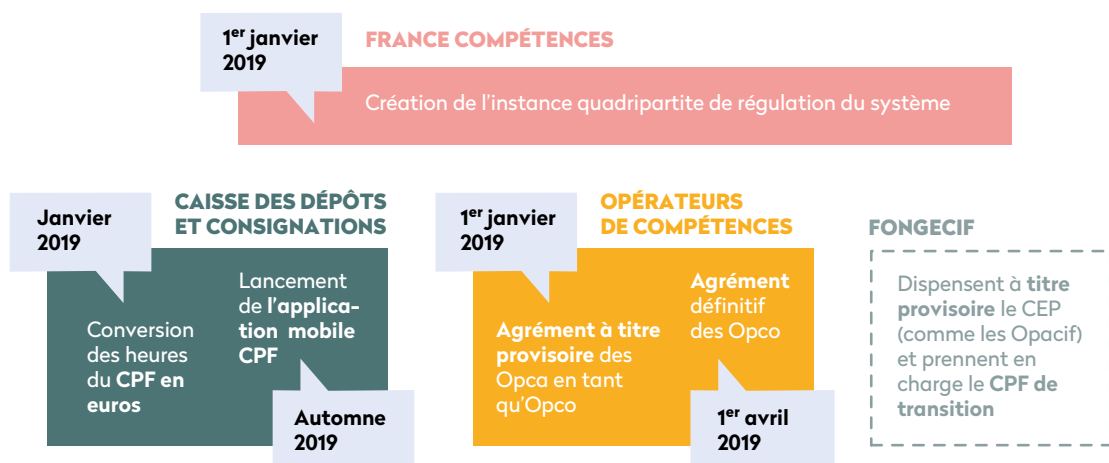 1er janvier
2019
FRANCE COMPÉTENCES
Création de l'instance quadripartite de régulation du système
Janvier
2019
CAISSE DES DÉPÔTS
ET CONSIGNATIONS
Conversion
des heures
du CPF en
euros
Lancement
de l'applica-
tion mobile
CPF
Automne
2019
1er janvier
2019
OPÉRATEURS
DE COMPÉTENCES
Agrément à titre
provisoire des
Opca en tant
qu'Opco
Agrément
définitif
des Opco
1er avril
2019
FONGECIF
Dispensent à titre
provisoire le CEP
(comme les Opacif)
et prennent en
charge le CPF de
transition